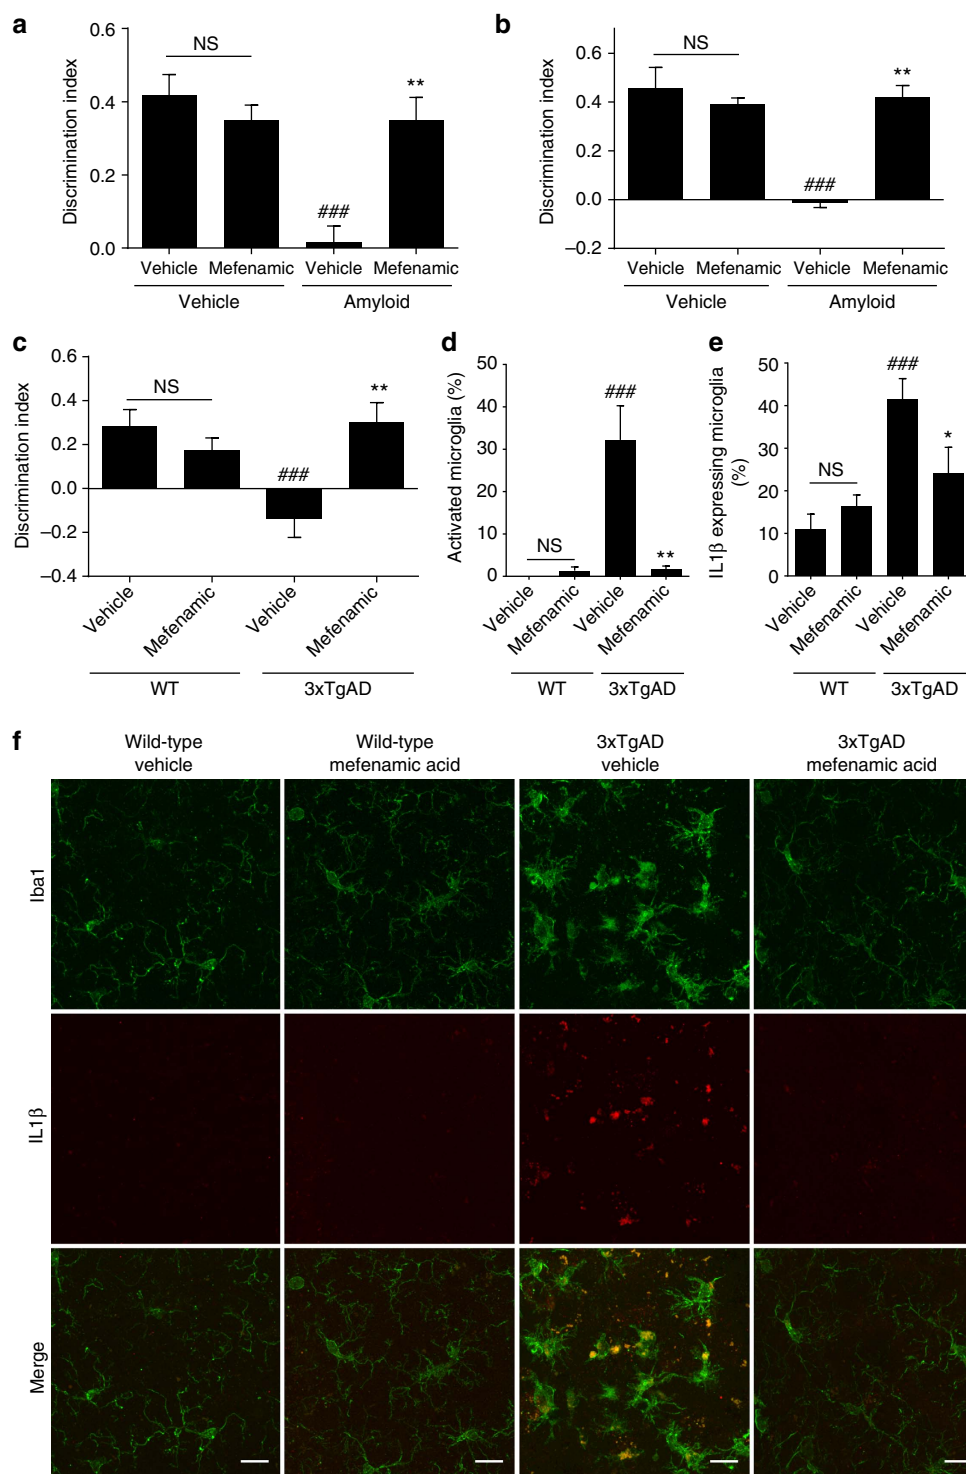 a
Discrimination index
0.6
0.4
0.2
0.0
NS
###
**
Vehicle Mefenamic Vehicle Mefenamic
Vehicle Amyloid
b
Discrimination index
0.6
0.4
0.2
0.0
−0.2
NS
###
**
Vehicle Mefenamic Vehicle Mefenamic
Vehicle Amyloid
c
Discrimination index
0.6
0.4
0.2
0.0
−0.2
−0.4
NS
###
**
Vehicle Mefenamic Vehicle Mefenamic
WT 3xTgAD
d
Activated microglia (%)
50
40
30
20
10
0
NS
###
**
Vehicle Mefenamic Vehicle Mefenamic
WT 3xTgAD
e
IL1β expressing microglia
(%)
50
40
30
20
10
0
NS
###
*
Vehicle Mefenamic Vehicle Mefenamic
WT 3xTgAD
f
Wild-type
vehicle
Wild-type
mefenamic acid
3xTgAD
vehicle
3xTgAD
mefenamic acid
Iba1
IL1β
Merge